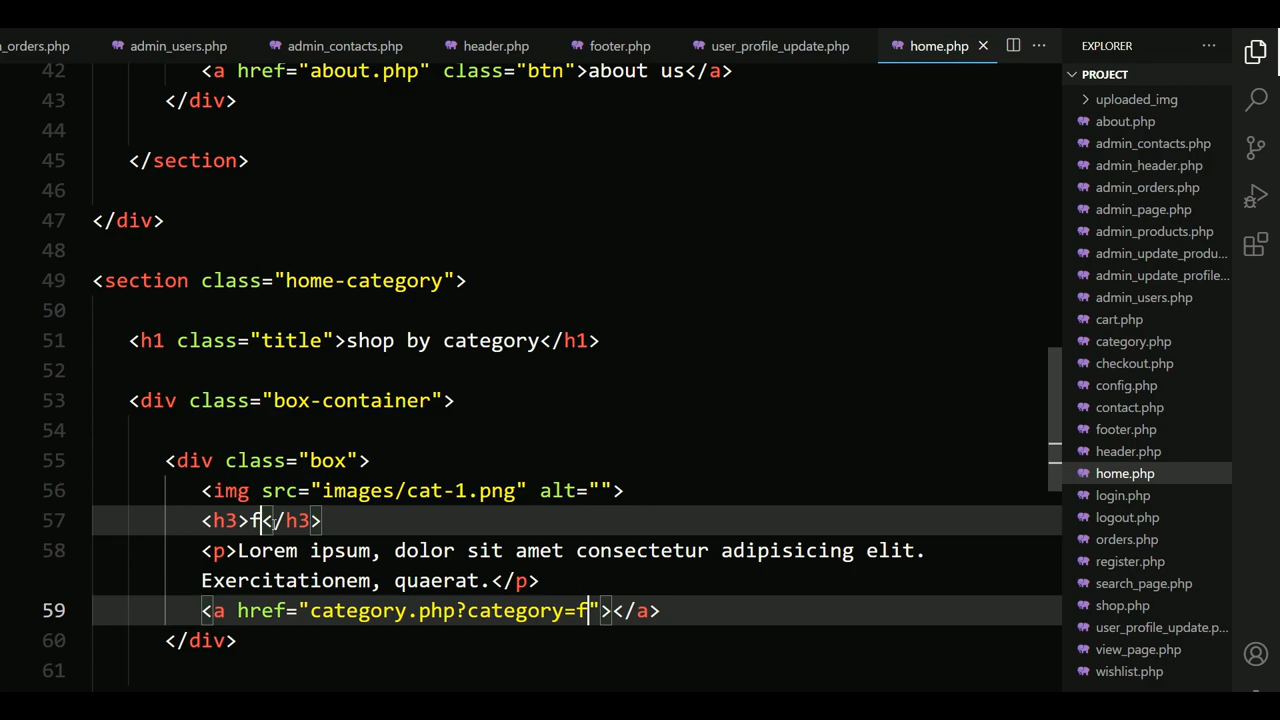 n_orders.php admin_users.php admin_contacts.php header.php footer.php user_profile_update.php home.php EXPLORER
42 <a href="about.php" class="btn">about us</a>
43 </div>
44
45 </section>
46
47 </div>
48
49 <section class="home-category">
50
51 <h1 class="title">shop by category</h1>
52
53 <div class="box-container">
54
55 <div class="box">
56 <img src="images/cat-1.png" alt="">
57 <h3>f</h3>
58 <p>Lorem ipsum, dolor sit amet consectetur adipisicing elit.
Exercitationem, quaerat.</p>
59 <a href="category.php?category=f"></a>
60 </div>
61
PROJECT
uploaded_img
about.php
admin_contacts.php
admin_header.php
admin_orders.php
admin_page.php
admin_products.php
admin_update_produ...
admin_update_profile...
admin_users.php
cart.php
category.php
checkout.php
config.php
contact.php
footer.php
header.php
home.php
login.php
logout.php
orders.php
register.php
search_page.php
shop.php
user_profile_update.p...
view_page.php
wishlist.php